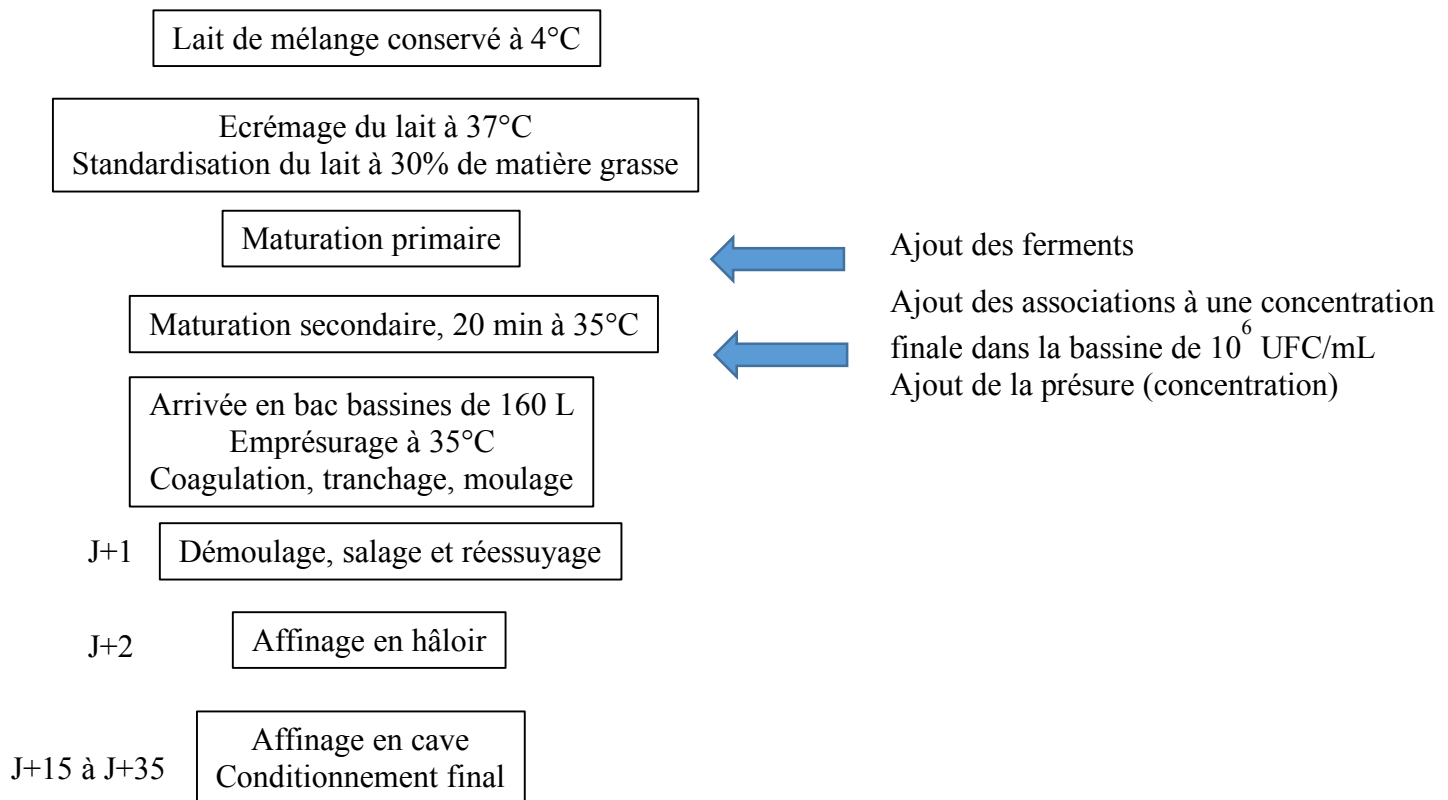 Lait de mélange conservé à 4°C
Ecrémage du lait à 37°C
Standardisation du lait à 30% de matière grasse
Maturation primaire
Ajout des ferments
Maturation secondaire, 20 min à 35°C
Ajout des associations à une concentration
finale dans la bassine de 10⁶ UFC/mL
Ajout de la présure (concentration)
Arrivée en bac bassines de 160 L
Emprésurage à 35°C
Coagulation, tranchage, moulage
J+1 Démoulage, salage et réessuyage
J+2 Affinage en hâloir
J+15 à J+35
Affinage en cave
Conditionnement final